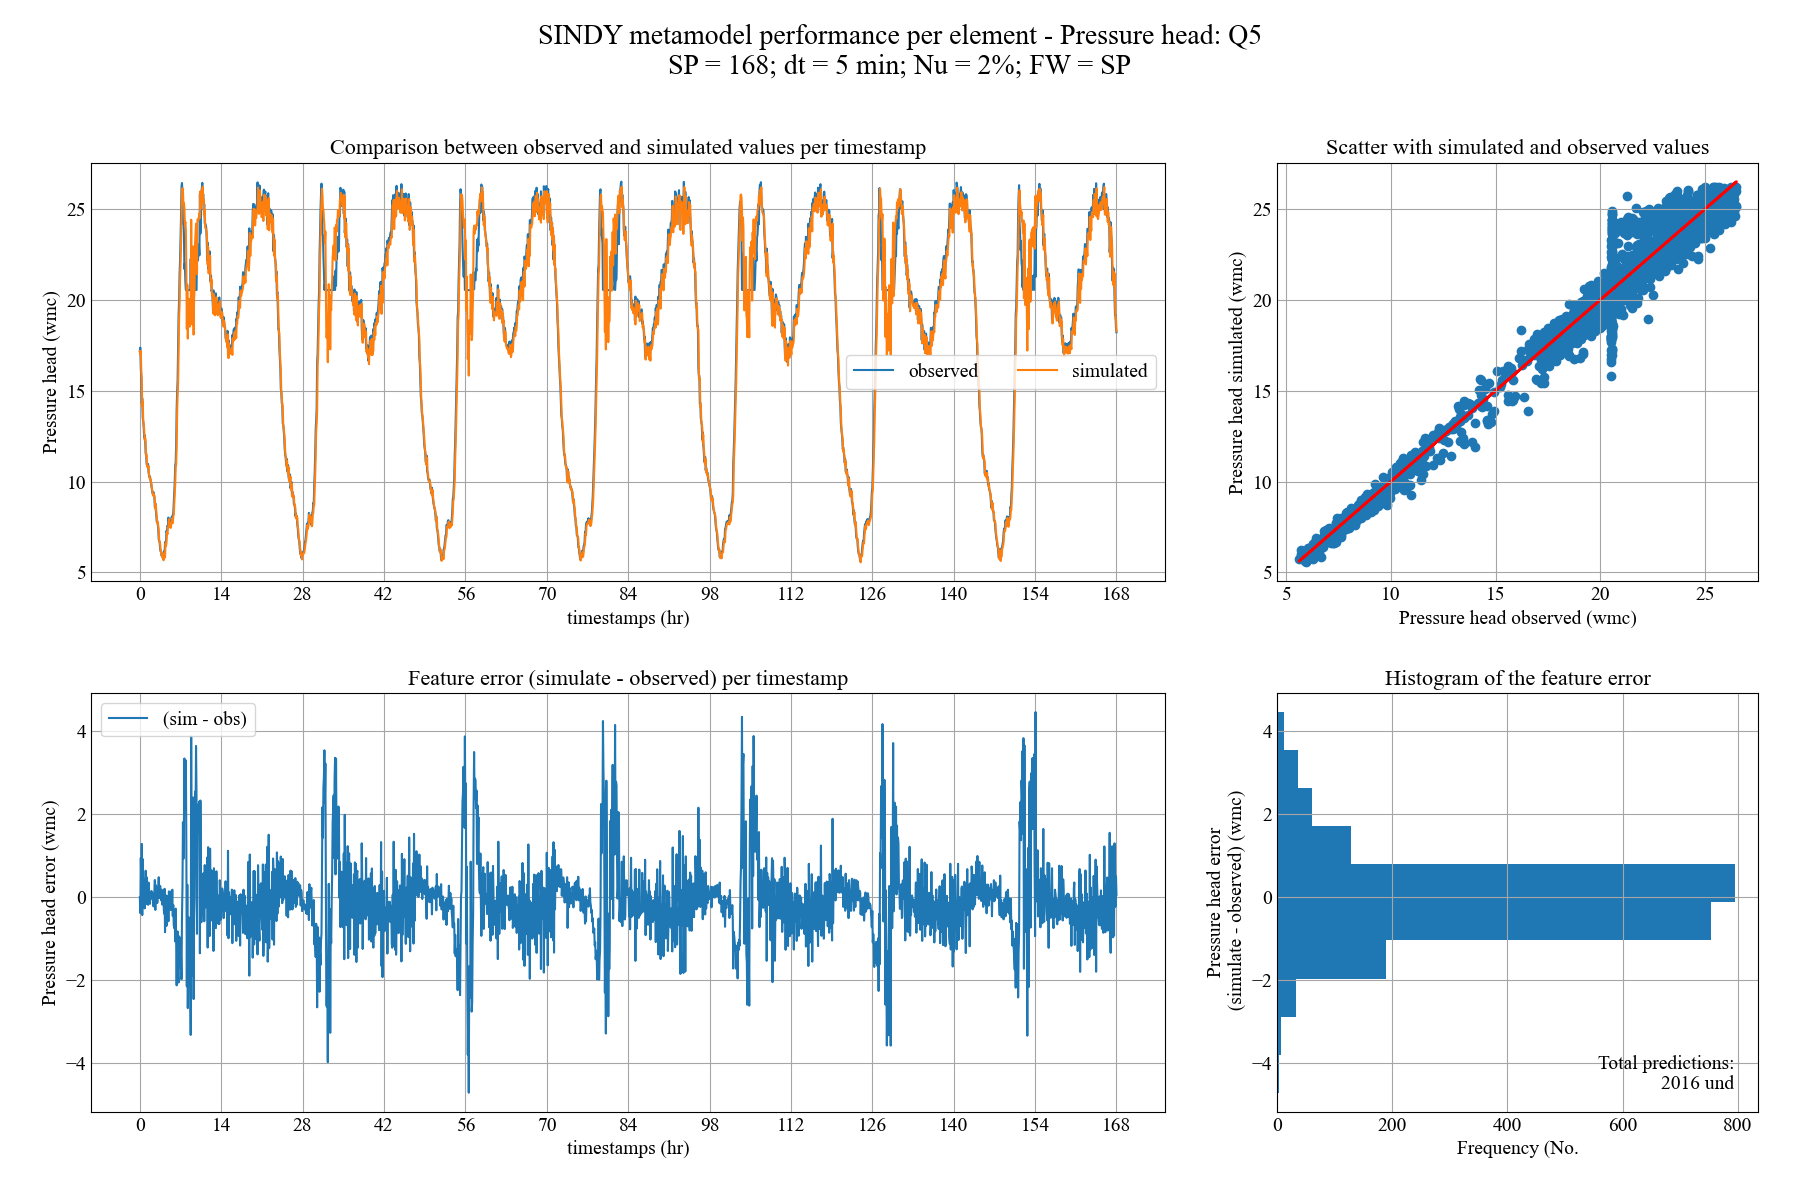 SINDY metamodel performance per element - Pressure head: Q5
SP = 168; dt = 5 min; Nu = 2%; FW = SP
Comparison between observed and simulated values per timestamp
Pressure head (wmc)
25
20
15
10
5
observed
simulated
0 14 28 42 56 70 84 98 112 126 140 154 168
timestamps (hr)
Scatter with simulated and observed values
Pressure head simulated (wmc)
25
20
15
10
5
5 10 15 20 25
Pressure head observed (wmc)
Feature error (simulate - observed) per timestamp
Pressure head error (wmc)
(sim - obs)
4
2
0
−2
−4
0 14 28 42 56 70 84 98 112 126 140 154 168
timestamps (hr)
Histogram of the feature error
Pressure head error
(simulate - observed) (wmc)
4
2
0
−2
−4
Total predictions:
2016 und
0 200 400 600 800
Frequency (No.